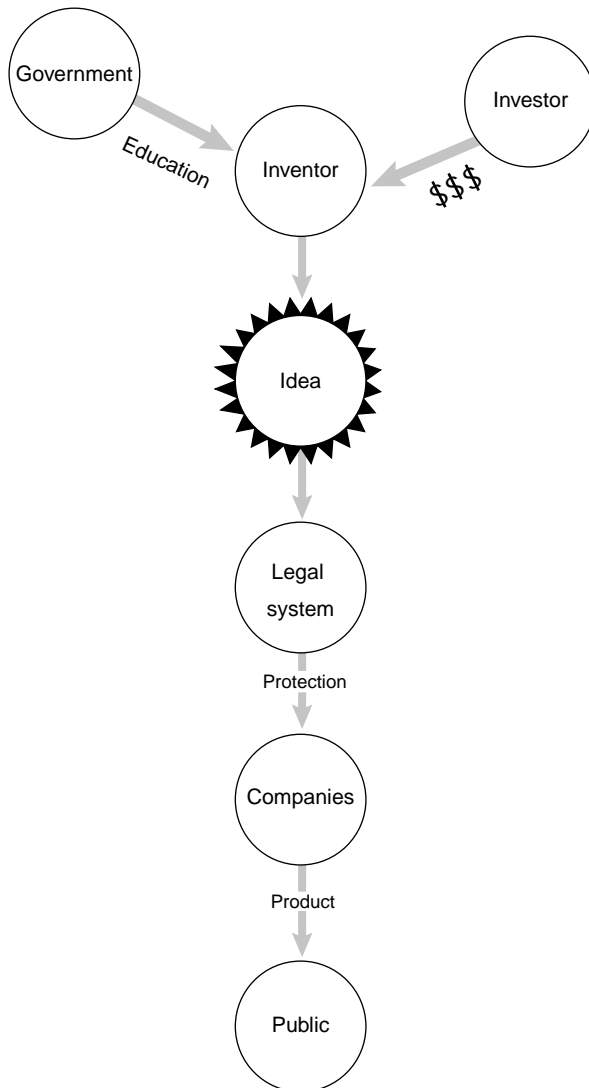 Government
Investor
Education
Inventor
$$$
Idea
Legal
system
Protection
Companies
Product
Public